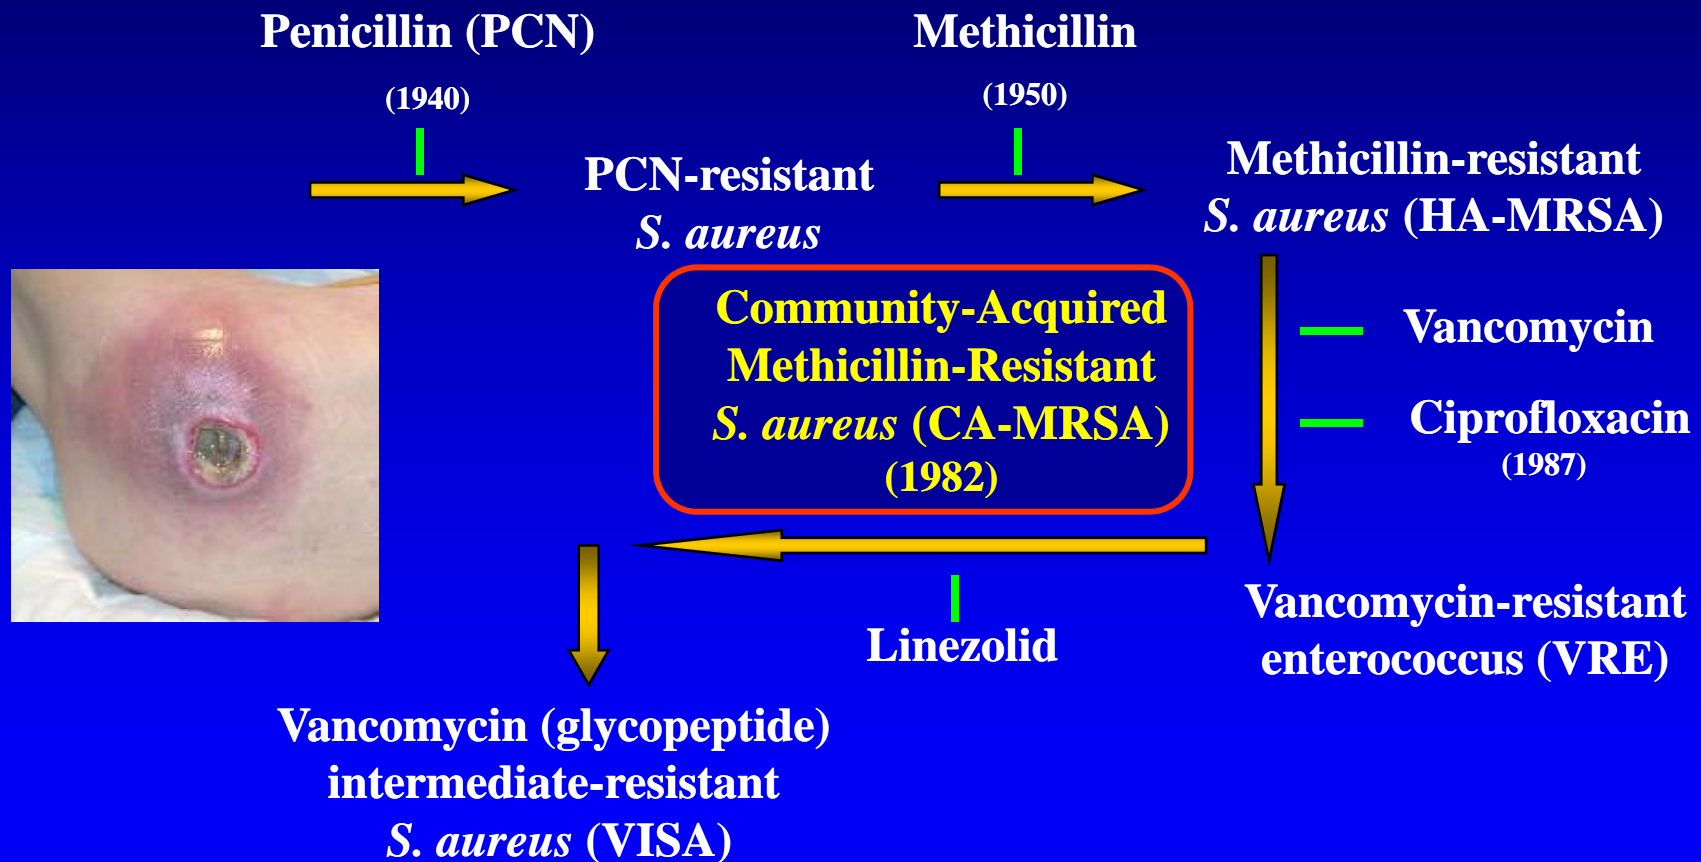 Penicillin (PCN)
(1940)
Methicillin
(1950)
PCN-resistant
S. aureus
Methicillin-resistant
S. aureus (HA-MRSA)
Community-Acquired
Methicillin-Resistant
S. aureus (CA-MRSA)
(1982)
Vancomycin
Ciprofloxacin
(1987)
Vancomycin-resistant
enterococcus (VRE)
Linezolid
Vancomycin (glycopeptide)
intermediate-resistant
S. aureus (VISA)